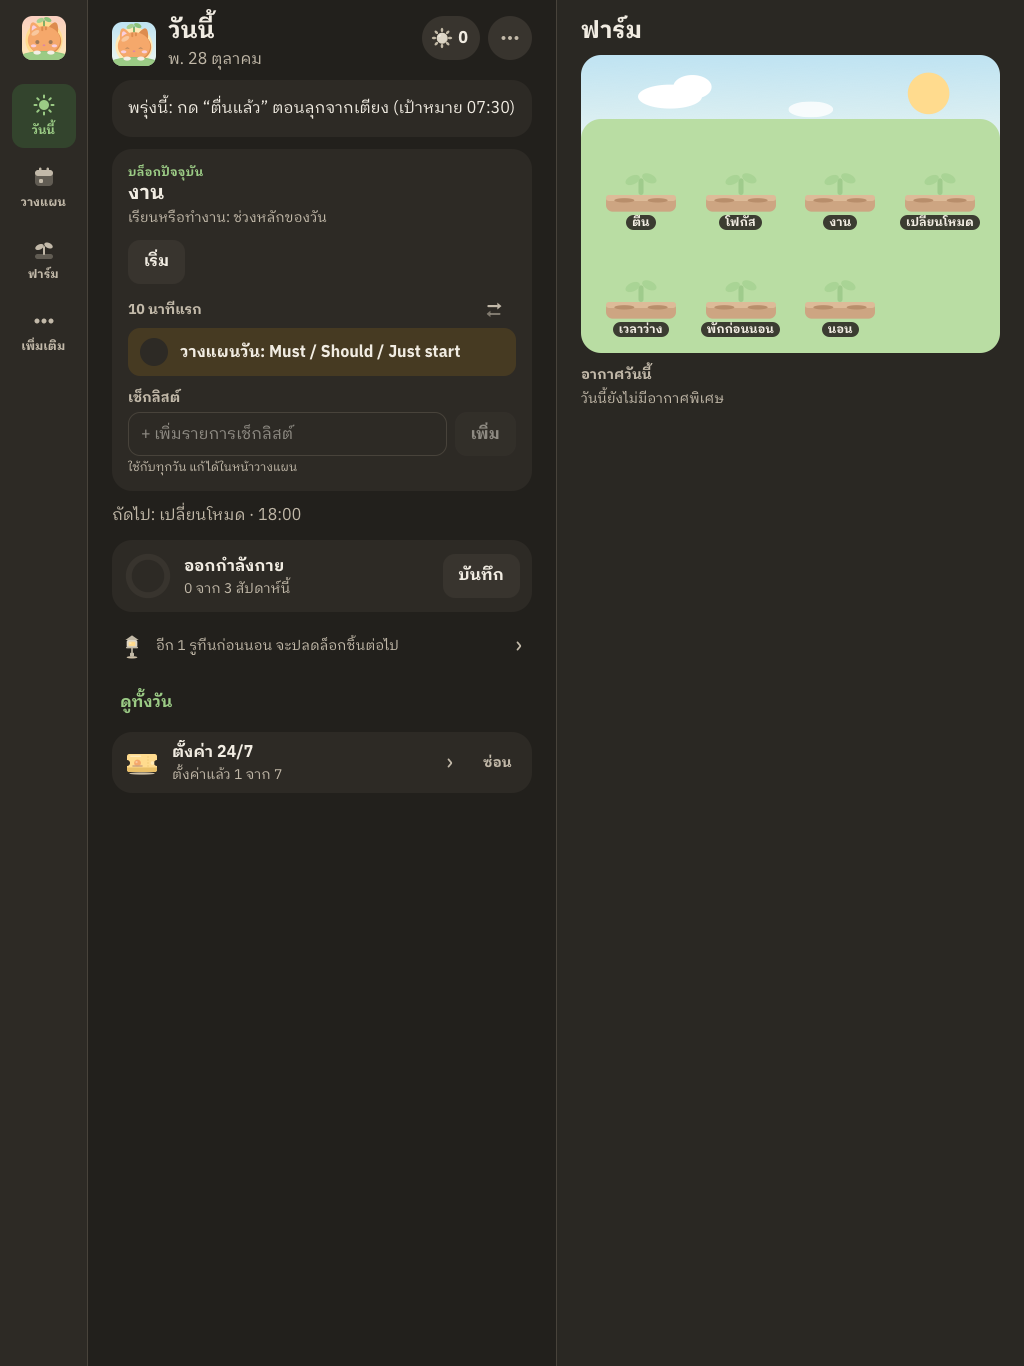 วันนี้
วางแผน
ฟาร์ม
เพิ่มเติม
วันนี้
พ. 28 ตุลาคม
0
พรุ่งนี้: กด “ตื่นแล้ว” ตอนลุกจากเตียง (เป้าหมาย 07:30)
บล็อกปัจจุบัน
งาน
เรียนหรือทำงาน: ช่วงหลักของวัน
เริ่ม
10 นาทีแรก
วางแผนวัน: Must / Should / Just start
เช็กลิสต์
+ เพิ่มรายการเช็กลิสต์
เพิ่ม
ใช้กับทุกวัน แก้ได้ในหน้าวางแผน
ถัดไป: เปลี่ยนโหมด · 18:00
ออกกำลังกาย
0 จาก 3 สัปดาห์นี้
บันทึก
อีก 1 รูทีนก่อนนอน จะปลดล็อกชิ้นต่อไป
ดูทั้งวัน
ตั้งค่า 24/7
ตั้งค่าแล้ว 1 จาก 7
ซ่อน
ฟาร์ม
ตื่น
โฟกัส
งาน
เปลี่ยนโหมด
เวลาว่าง
พักก่อนนอน
นอน
อากาศวันนี้
วันนี้ยังไม่มีอากาศพิเศษ